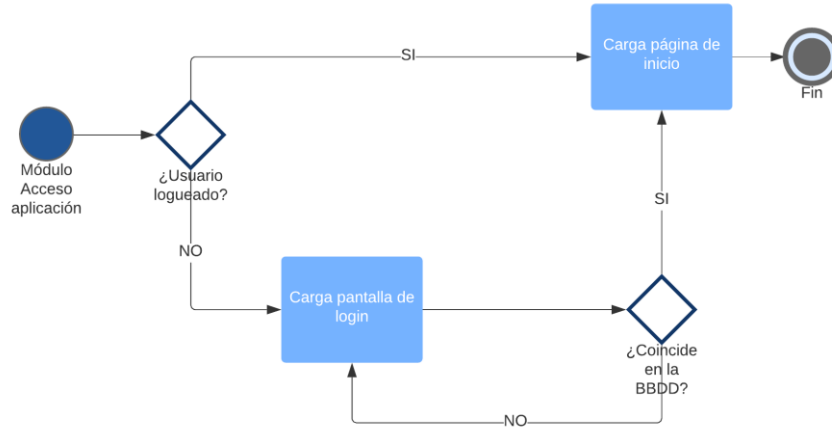 Módulo
Acceso
aplicación
¿Usuario
logueado?
SI
Carga página de
inicio
Fin
NO
Carga pantalla de
login
¿Coincide
en la
BBDD?
SI
NO